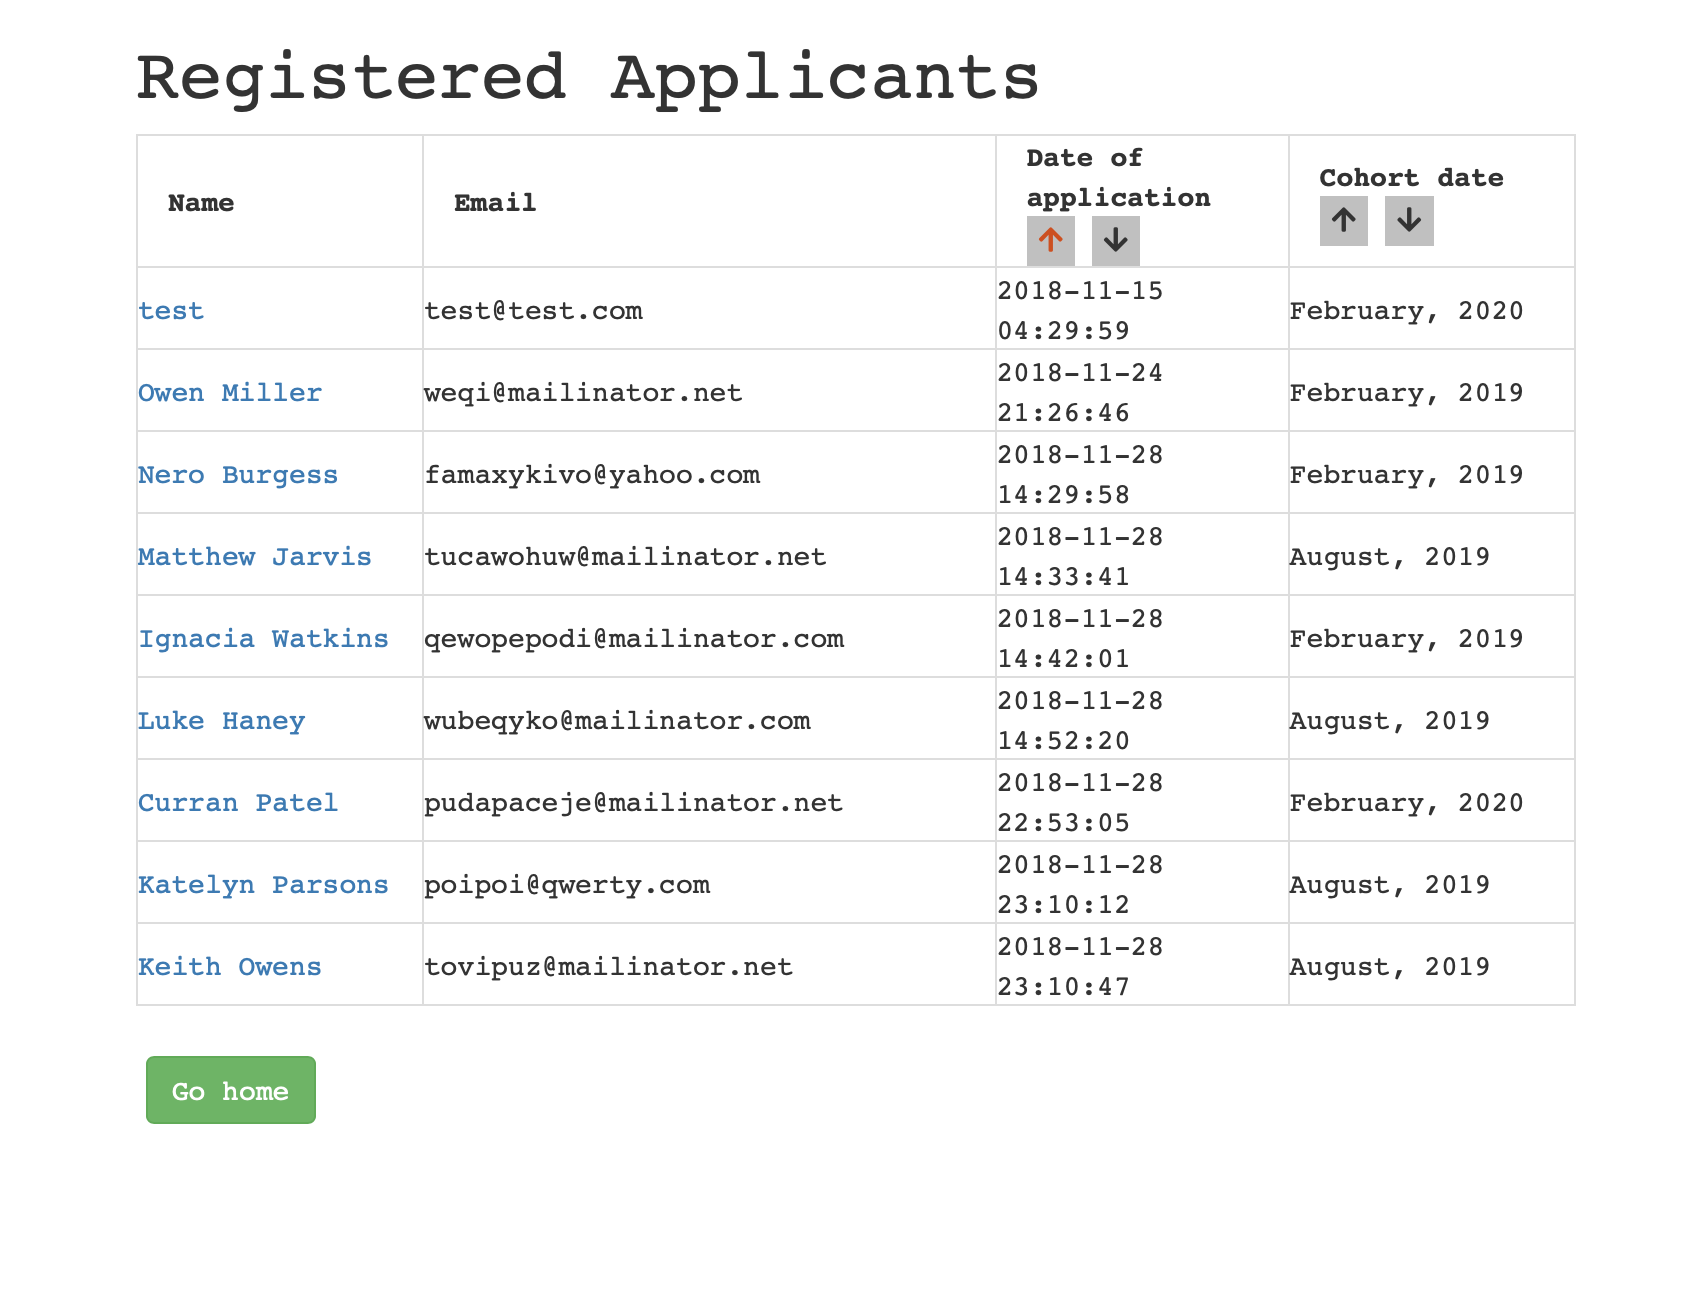 Registered Applicants
Name Email Date of application Cohort date
test test@test.com 2018-11-15 04:29:59 February, 2020
Owen Miller weqi@mailinator.net 2018-11-24 21:26:46 February, 2019
Nero Burgess famaxykivo@yahoo.com 2018-11-28 14:29:58 February, 2019
Matthew Jarvis tucawohuw@mailinator.net 2018-11-28 14:33:41 August, 2019
Ignacia Watkins qewopepodi@mailinator.com 2018-11-28 14:42:01 February, 2019
Luke Haney wubeqyko@mailinator.com 2018-11-28 14:52:20 August, 2019
Curran Patel pudapaceje@mailinator.net 2018-11-28 22:53:05 February, 2020
Katelyn Parsons poipoi@qwerty.com 2018-11-28 23:10:12 August, 2019
Keith Owens tovipuz@mailinator.net 2018-11-28 23:10:47 August, 2019
Go home